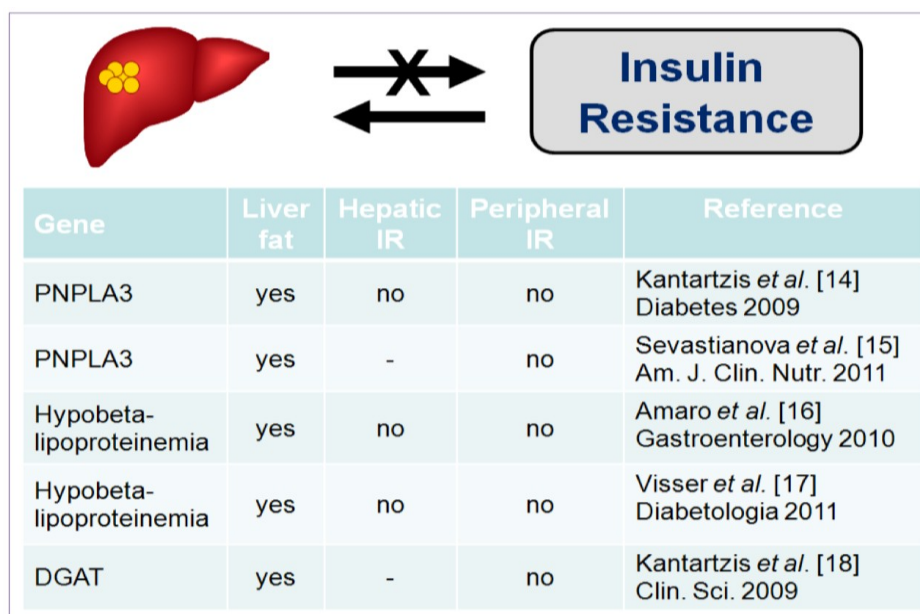 X
Insulin
Resistance
Gene
Liver fat
Hepatic IR
Peripheral IR
Reference
PNPLA3
yes
no
no
Kantartzis et al. [14]
Diabetes 2009
PNPLA3
yes
-
no
Sevastianova et al. [15]
Am. J. Clin. Nutr. 2011
Hypobeta-
lipoproteinemia
yes
no
no
Amaro et al. [16]
Gastroenterology 2010
Hypobeta-
lipoproteinemia
yes
no
no
Visser et al. [17]
Diabetologia 2011
DGAT
yes
-
no
Kantartzis et al. [18]
Clin. Sci. 2009